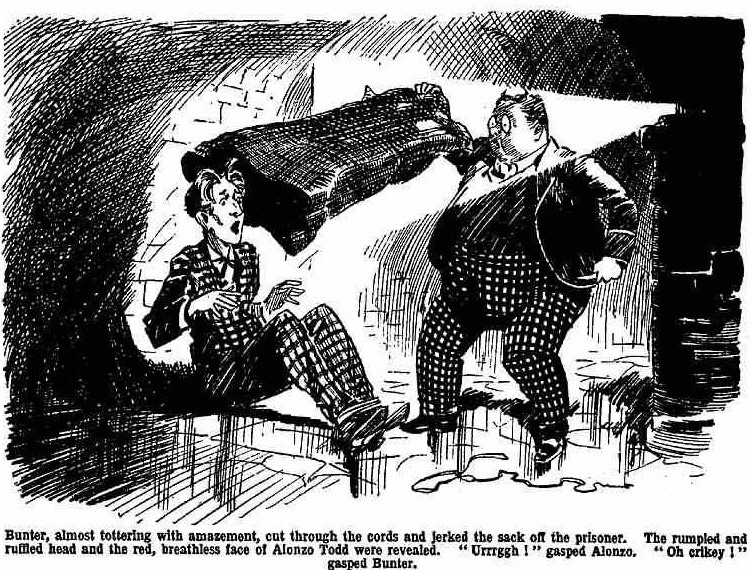 Bunter, almost tottering with amazement, cut through the cords and jerked the sack off the prisoner. The rumpled and
ruffled head and the red, breathless face of Alonzo Todd were revealed. “Urrrggh !” gasped Alonzo. “Oh crikey !”
gasped Bunter.